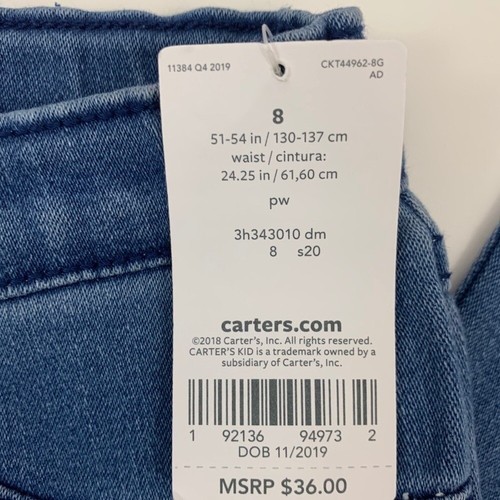 11384 Q4 2019 CKT44962-8G
AD
8
51-54 in / 130-137 cm
waist / cintura:
24.25 in / 61,60 cm
pw
3h343010 dm
8 s20
carters.com
©2018 Carter's, Inc. All rights reserved.
CARTER'S KID is a trademark owned by a
subsidiary of Carter's, Inc.
1 92136 94973 2
DOB 11/2019
MSRP $36.00